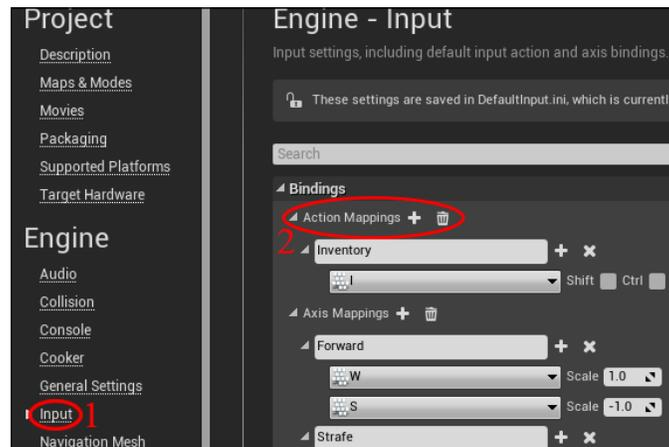 Project
Description
Maps & Modes
Movies
Packaging
Supported Platforms
Target Hardware
Engine
Audio
Collision
Console
Cooker
General Settings
Input 1
Navigation Mesh
Engine - Input
Input settings, including default input action and axis bindings.
These settings are saved in DefaultInput.ini, which is currentl
Search
Bindings
Action Mappings
2
Inventory
I Shift Ctrl
Axis Mappings
Forward
W Scale 1.0
S Scale -1.0
Strafe